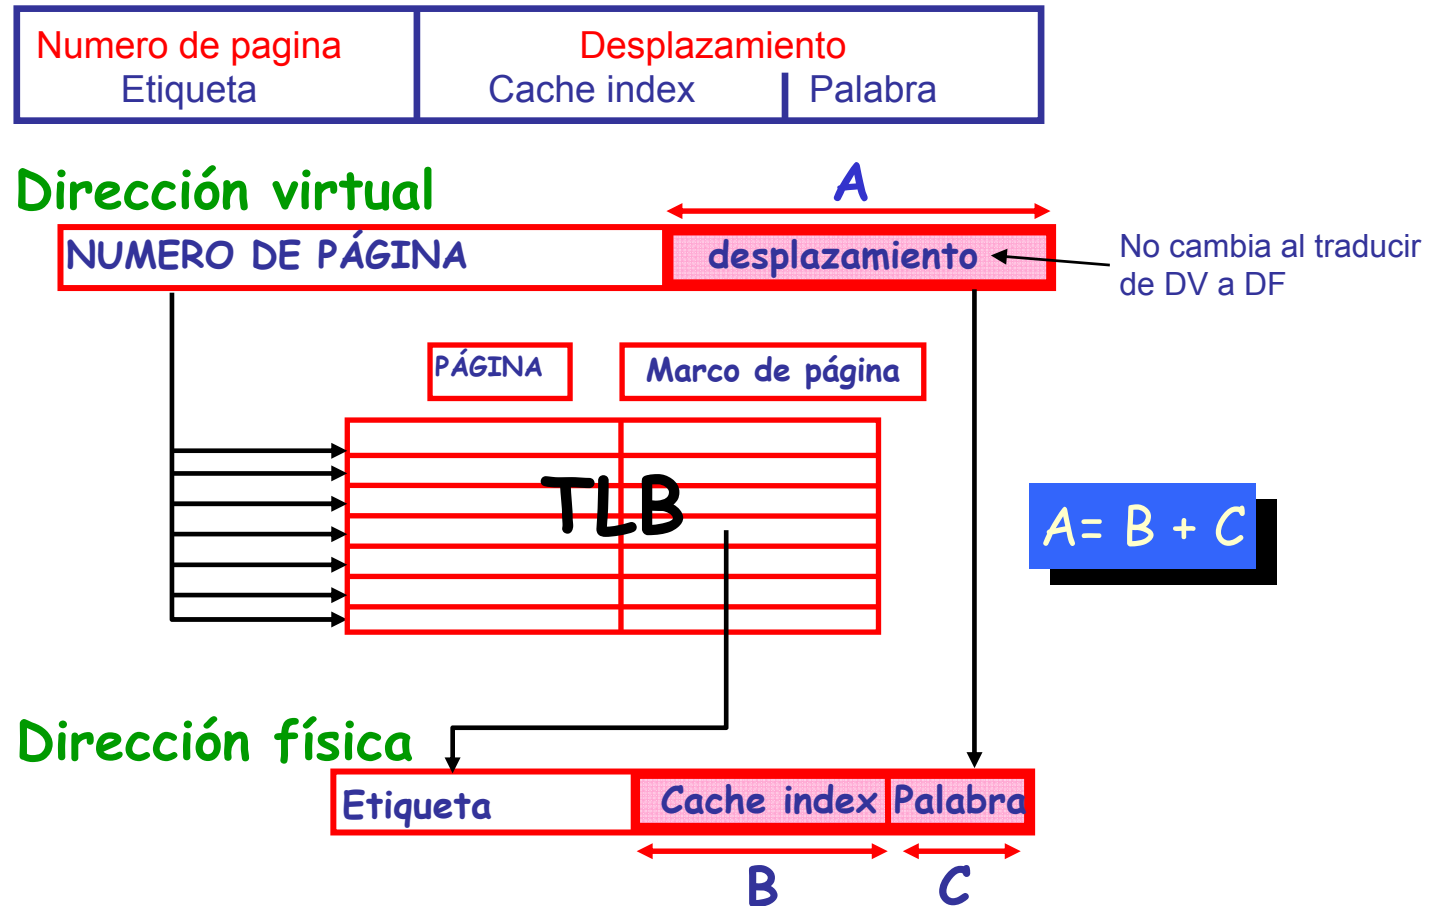 Numero de pagina
Desplazamiento
Etiqueta
Cache index
Palabra
Dirección virtual
A
NUMERO DE PÁGINA
desplazamiento
No cambia al traducir
de DV a DF
PÁGINA
Marco de página
TLB
A= B + C
Dirección física
Etiqueta
Cache index
Palabra
B
C